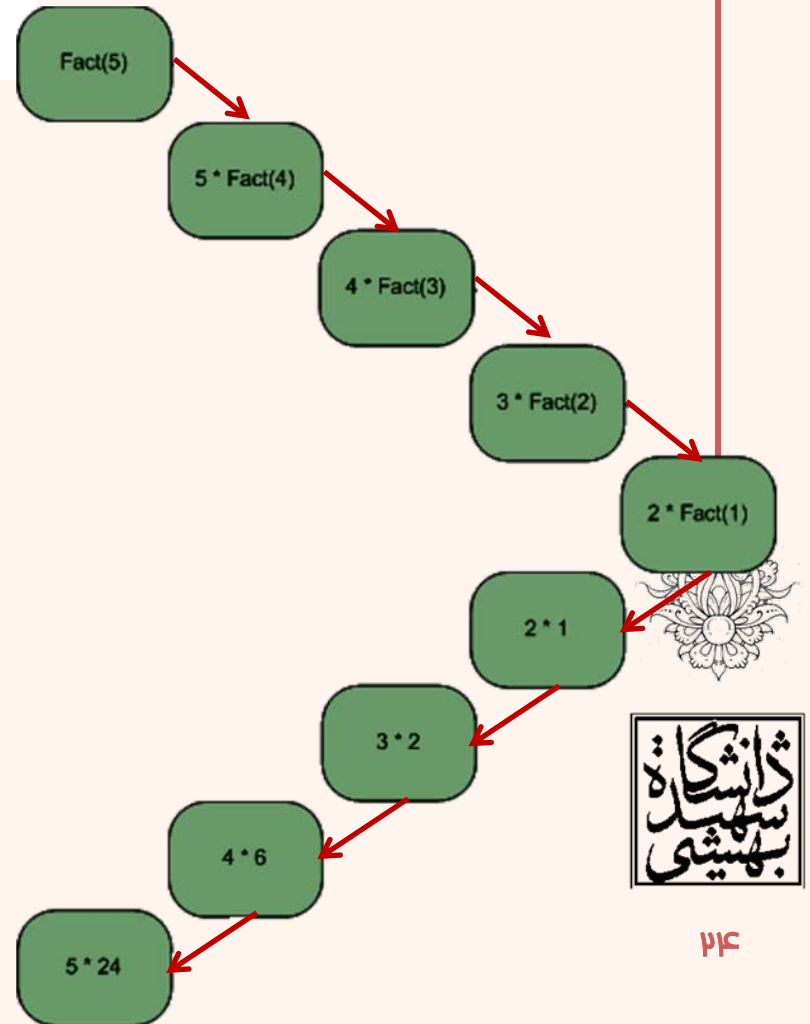 Fact(5)
5 * Fact(4)
4 * Fact(3)
3 * Fact(2)
2 * Fact(1)
2 * 1
3 * 2
4 * 6
5 * 24
دانشگاه
شهید
بهشتی
۲۴